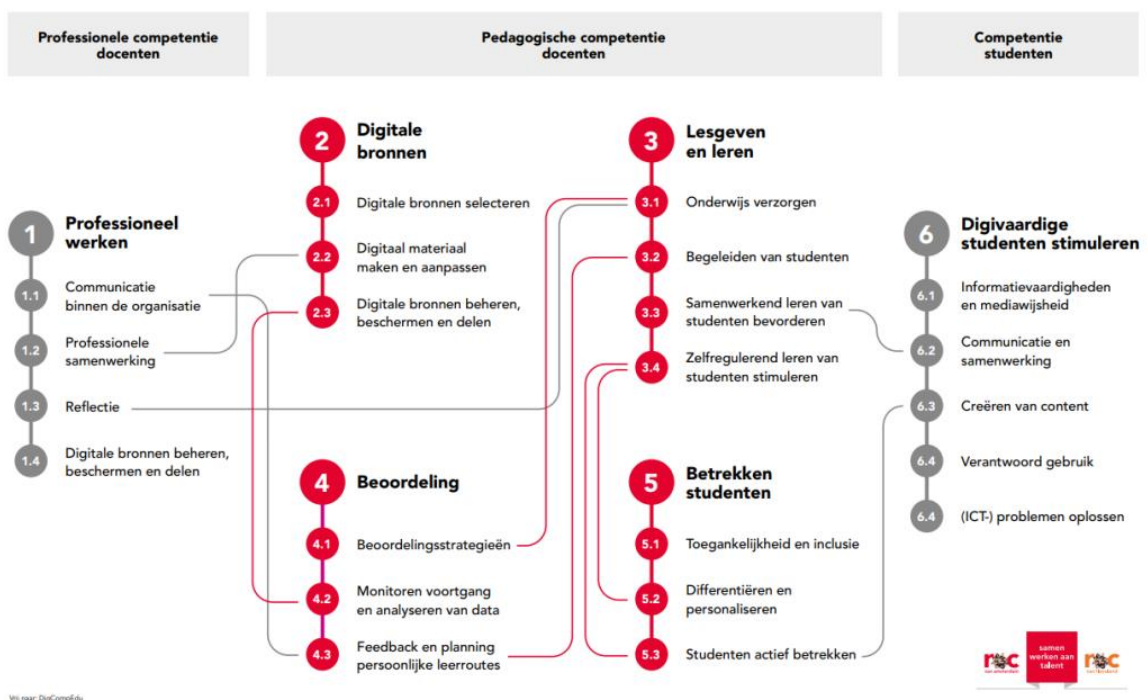 Professionele competentie
docenten
Pedagogische competentie
docenten
Competentie
studenten
1
Professioneel
werken
1.1
Communicatie
binnen de organisatie
1.2
Professionele
samenwerking
1.3
Reflectie
1.4
Digitale bronnen beheren,
beschermen en delen
2
Digitale
bronnen
2.1
Digitale bronnen selecteren
2.2
Digitaal materiaal
maken en aanpassen
2.3
Digitale bronnen beheren,
beschermen en delen
3
Lesgeven
en leren
3.1
Onderwijs verzorgen
3.2
Begeleiden van studenten
3.3
Samenwerkend leren van
studenten bevorderen
3.4
Zelfregulerend leren van
studenten stimuleren
4
Beoordeling
4.1
Beoordelingsstrategieën
4.2
Monitoren voortgang
en analyseren van data
4.3
Feedback en planning
persoonlijke leerroutes
5
Betrekken
studenten
5.1
Toegankelijkheid en inclusie
5.2
Differentiëren en
personaliseren
5.3
Studenten actief betrekken
6
Digivaardige
studenten stimuleren
6.1
Informatievaardigheden
en mediawijsheid
6.2
Communicatie en
samenwerking
6.3
Creëren van content
6.4
Verantwoord gebruik
6.4
(ICT-) problemen oplossen
roc
samen
werken aan
talent
roc
Vrij naar: DigCompEdu